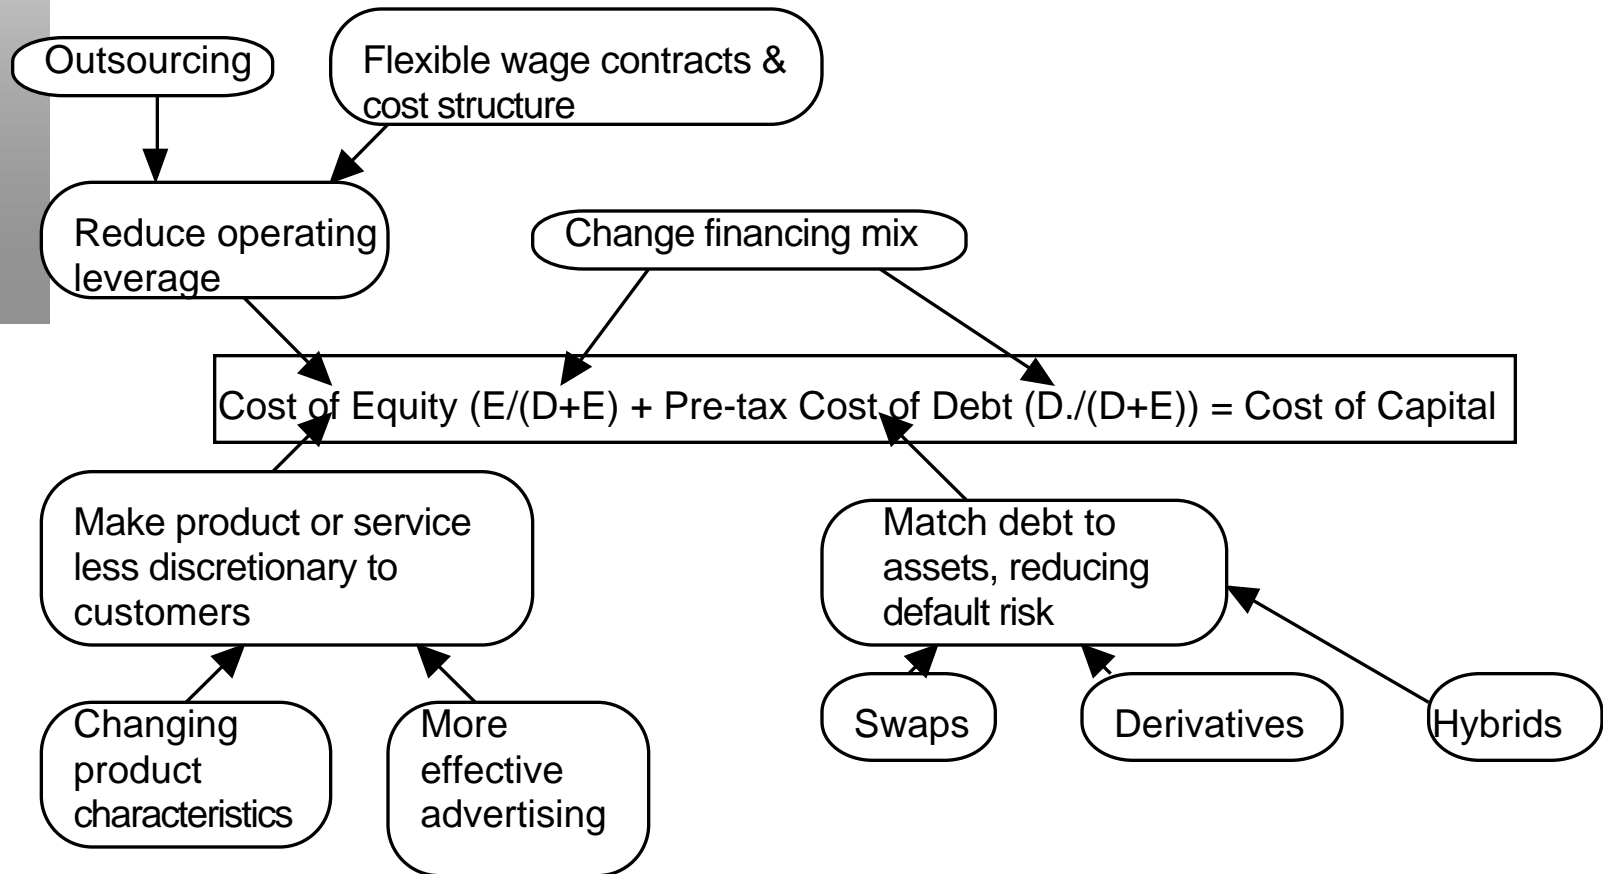 Outsourcing
Flexible wage contracts &
cost structure
Reduce operating
leverage
Change financing mix
Cost of Equity (E/(D+E) + Pre-tax Cost of Debt (D./(D+E)) = Cost of Capital
Make product or service
less discretionary to
customers
Match debt to
assets, reducing
default risk
Changing
product
characteristics
More
effective
advertising
Swaps
Derivatives
Hybrids